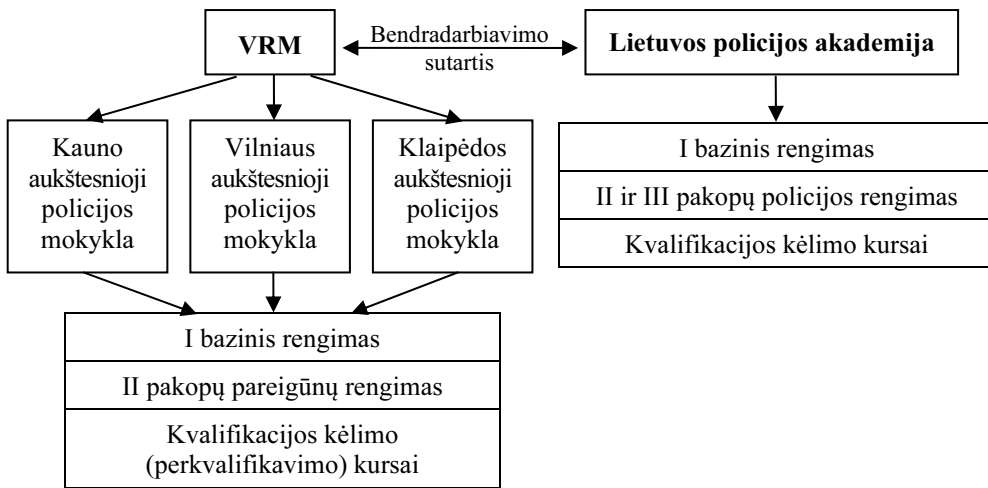 VRM
Bendradarbiavimo
sutartis
Lietuvos policijos akademija
Kauno
aukštesnioji
policijos
mokykla
Vilniaus
aukštesnioji
policijos
mokykla
Klaipėdos
aukštesnioji
policijos
mokykla
I bazinis rengimas
II ir III pakopų policijos rengimas
Kvalifikacijos kėlimo kursai
I bazinis rengimas
II pakopų pareigūnų rengimas
Kvalifikacijos kėlimo
(perkvalifikavimo) kursai